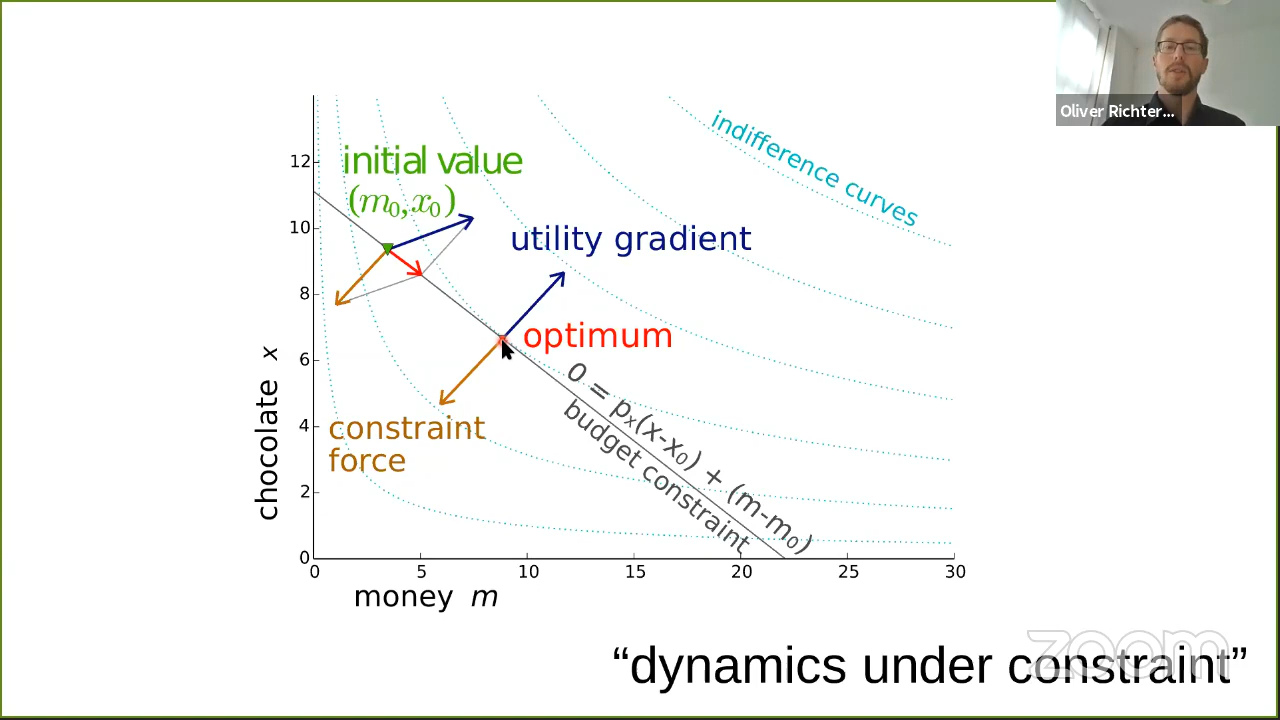 Oliver Richter...
indifference curves
initial value
(m₀,x₀)
utility gradient
optimum
constraint
force
0 = pₓ(x-x₀) + (m-m₀)
budget constraint
chocolate x
12
10
8
6
4
2
0
0 5 10 15 20 25 30
money m
zoom
“dynamics under constraint”